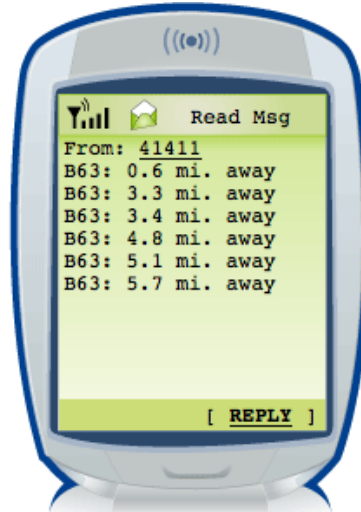 Read Msg
From: 41411
B63: 0.6 mi. away
B63: 3.3 mi. away
B63: 3.4 mi. away
B63: 4.8 mi. away
B63: 5.1 mi. away
B63: 5.7 mi. away
[ REPLY ]